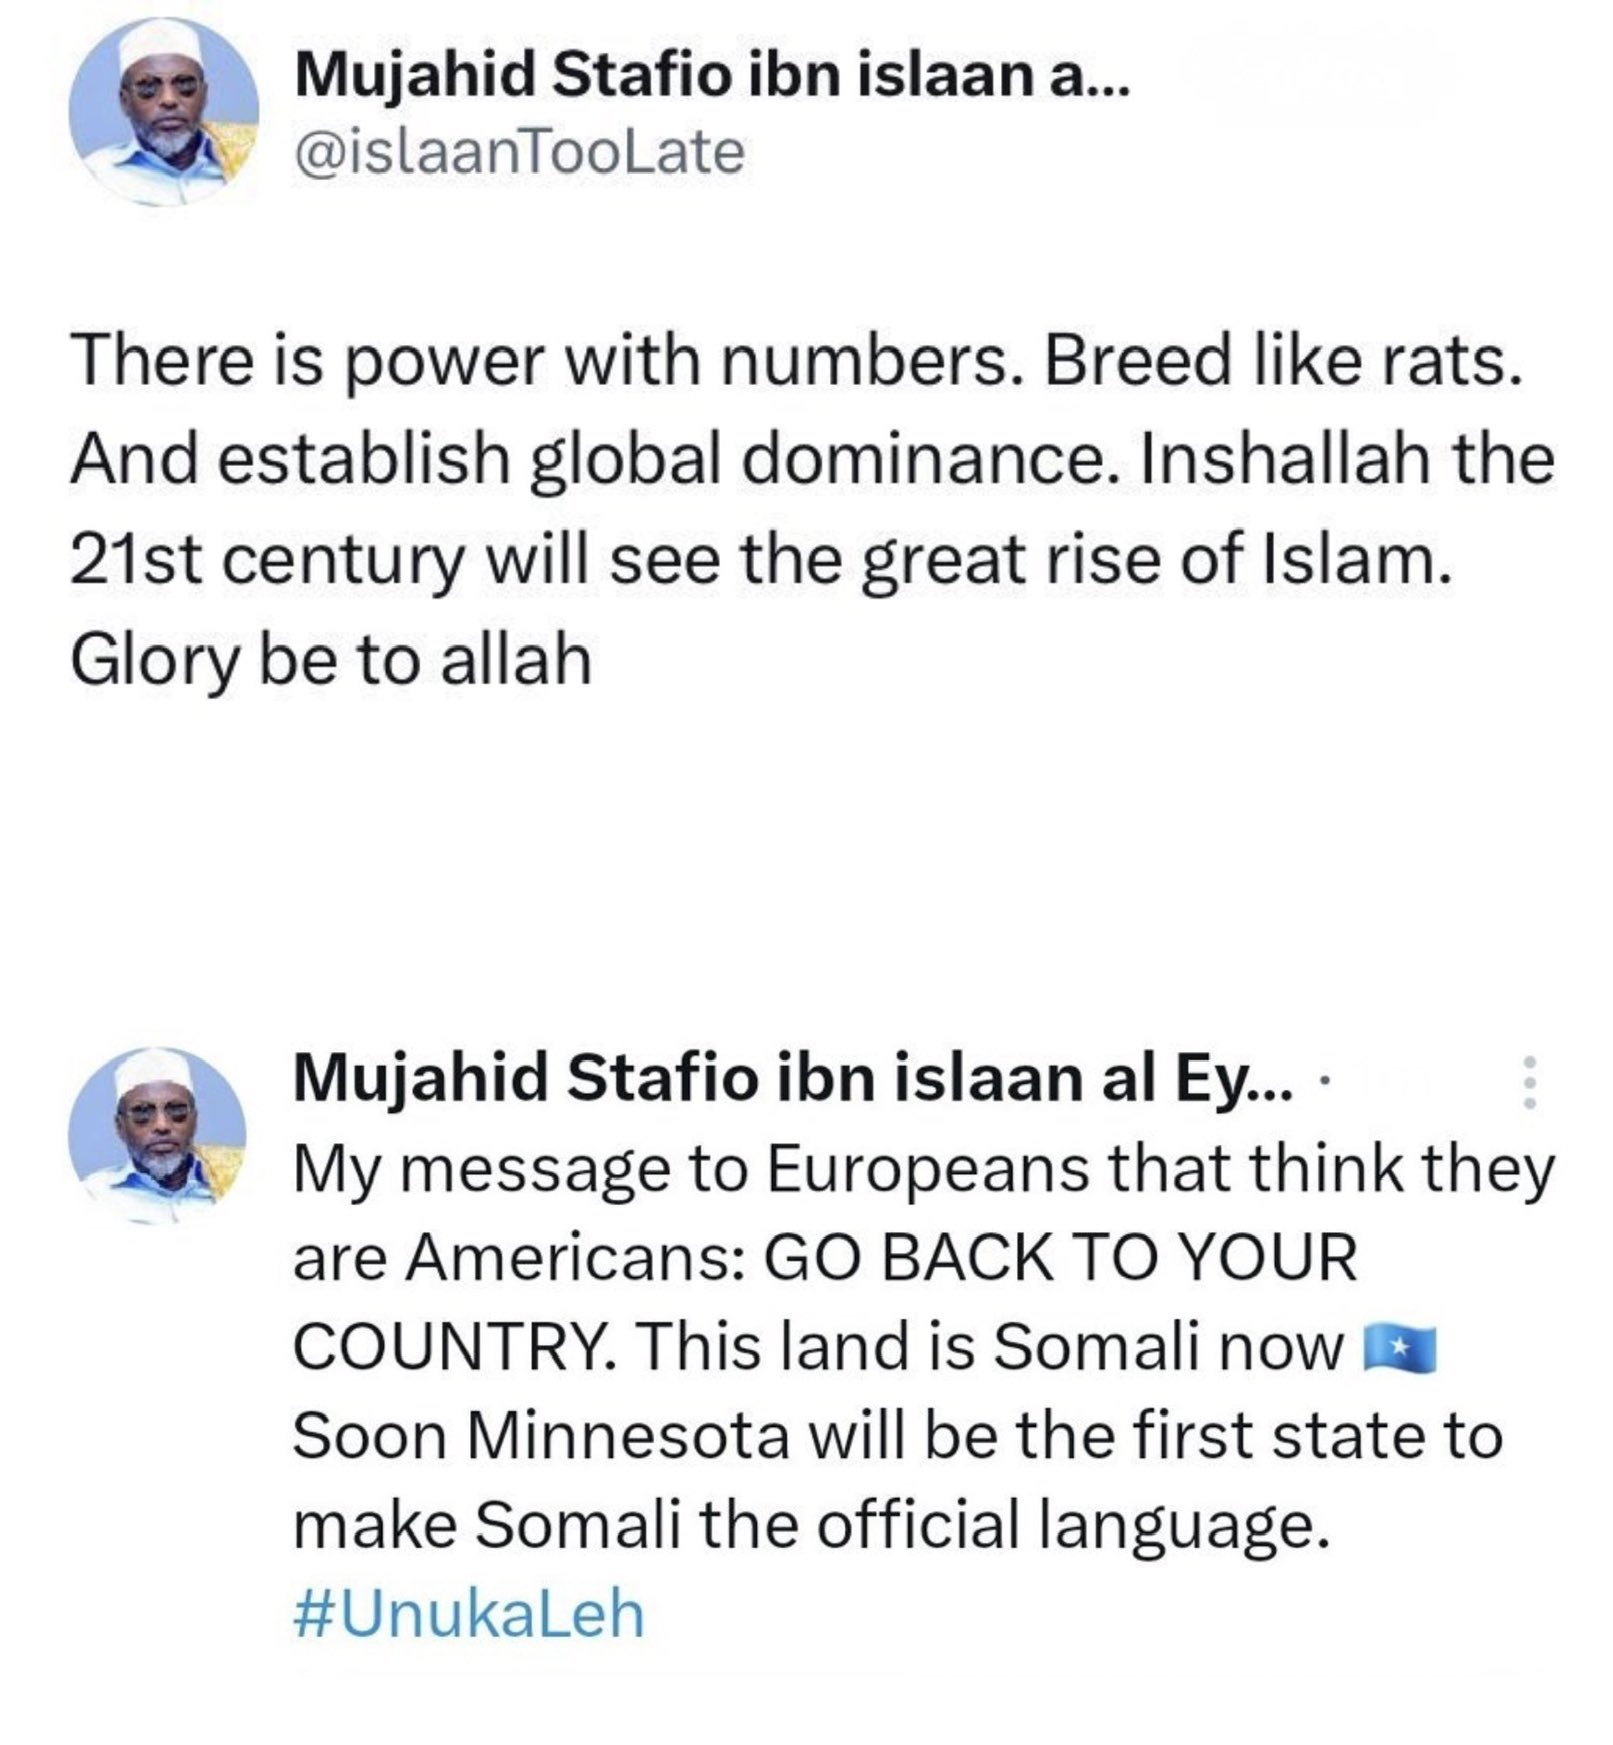 Mujahid Stafio ibn islaan a...
@islaanTooLate
There is power with numbers. Breed like rats.
And establish global dominance. Inshallah the
21st century will see the great rise of Islam.
Glory be to allah
Mujahid Stafio ibn islaan al Ey... ·
My message to Europeans that think they
are Americans: GO BACK TO YOUR
COUNTRY. This land is Somali now 🇸🇴
Soon Minnesota will be the first state to
make Somali the official language.
#UnukaLeh